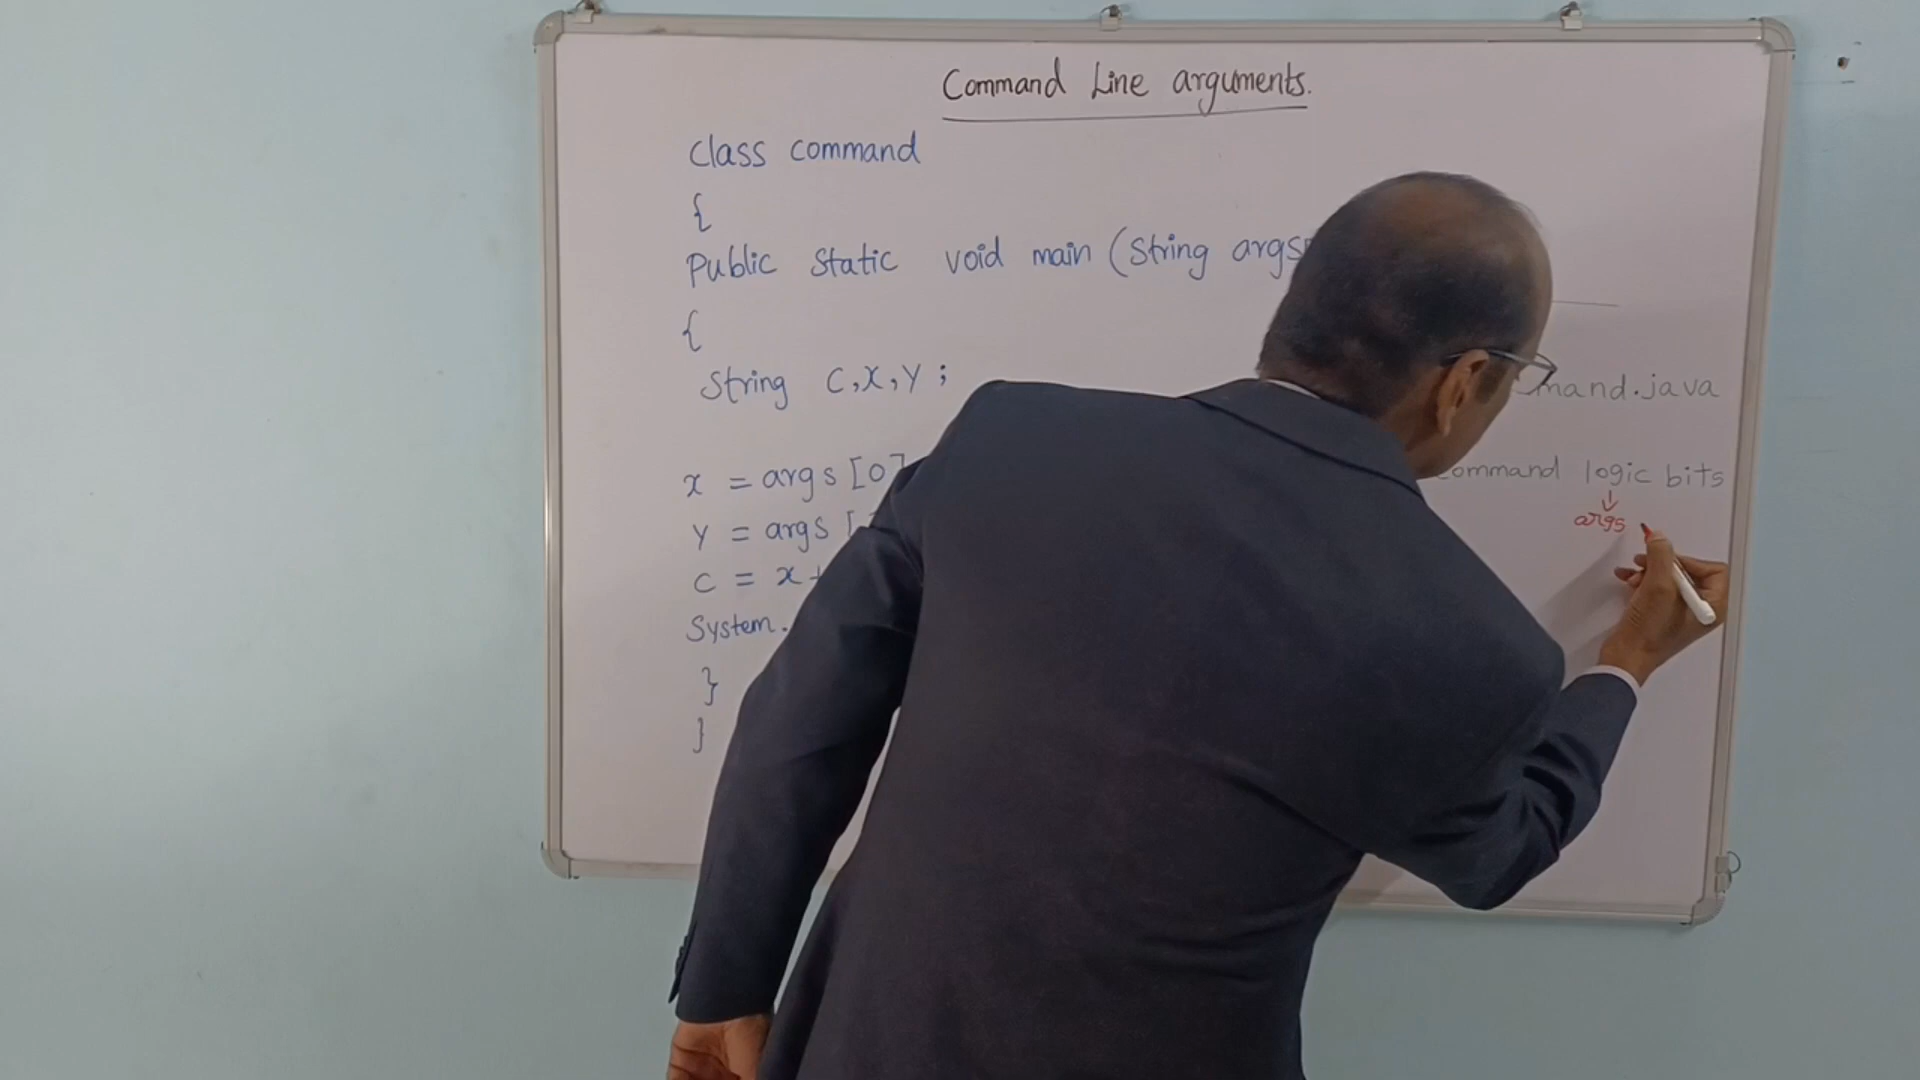 Command Line arguments.
class command
{
Public static void main (String args
{
String C,X,Y ;
x = args [0]
Y = args [
C = x +
System.
}
}
mand.java
command logic bits
args